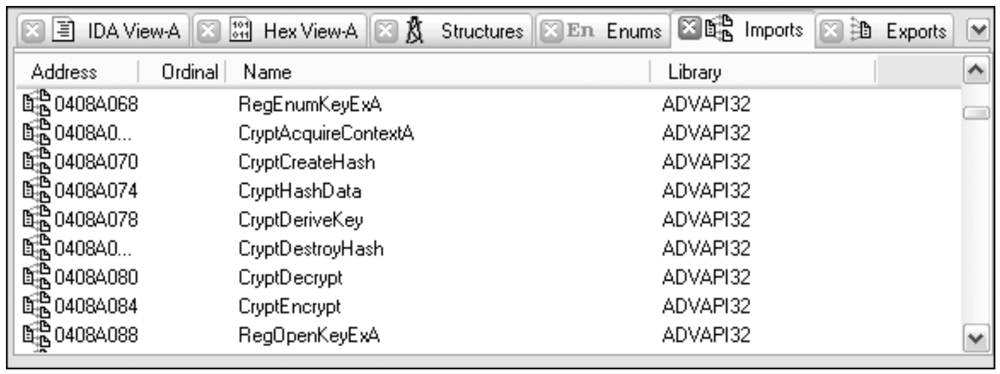 IDA View-A Hex View-A Structures En Enums Imports Exports
Address Ordinal Name Library
0408A068 RegEnumKeyExA ADVAPI32
0408A0... CryptAcquireContextA ADVAPI32
0408A070 CryptCreateHash ADVAPI32
0408A074 CryptHashData ADVAPI32
0408A078 CryptDeriveKey ADVAPI32
0408A0... CryptDestroyHash ADVAPI32
0408A080 CryptDecrypt ADVAPI32
0408A084 CryptEncrypt ADVAPI32
0408A088 RegOpenKeyExA ADVAPI32